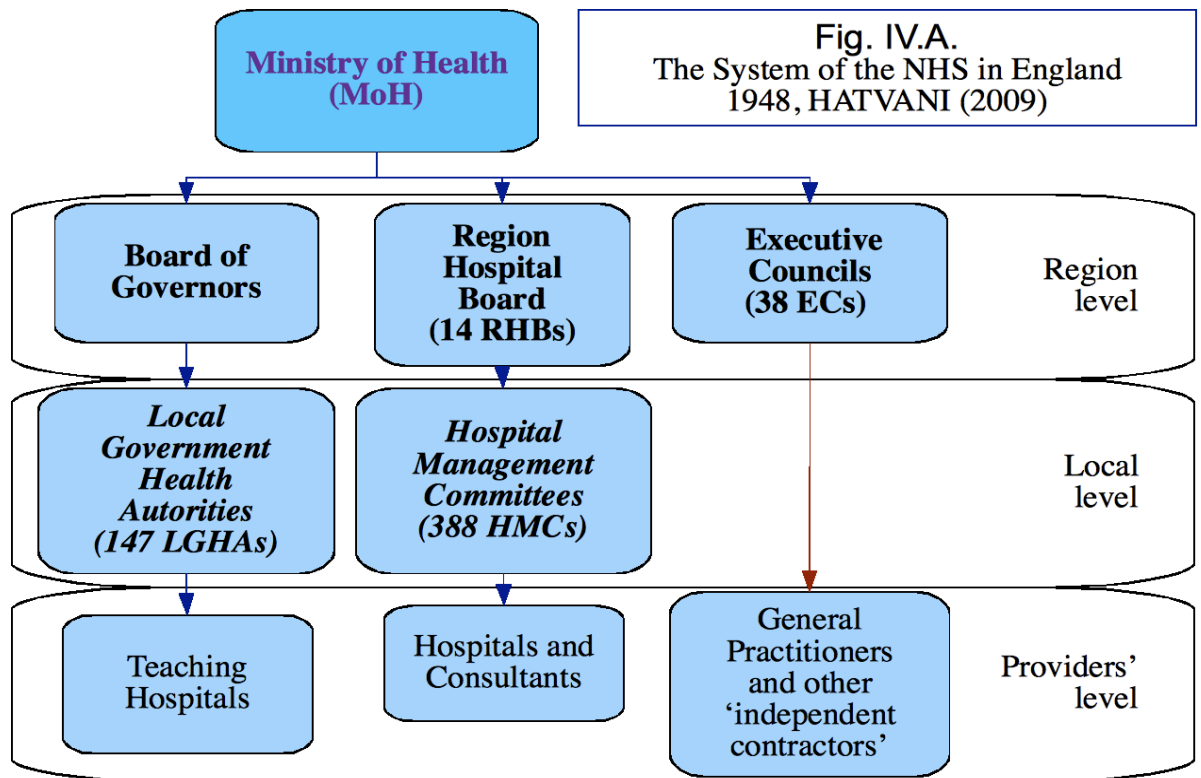 Ministry of Health
(MoH)
Fig. IV.A.
The System of the NHS in England
1948, HATVANI (2009)
Board of
Governors
Region
Hospital
Board
(14 RHBs)
Executive
Councils
(38 ECs)
Region
level
Local
Government
Health
Autorities
(147 LGHAs)
Hospital
Management
Committees
(388 HMCs)
Local
level
Teaching
Hospitals
Hospitals and
Consultants
General
Practitioners
and other
‘independent
contractors’
Providers’
level